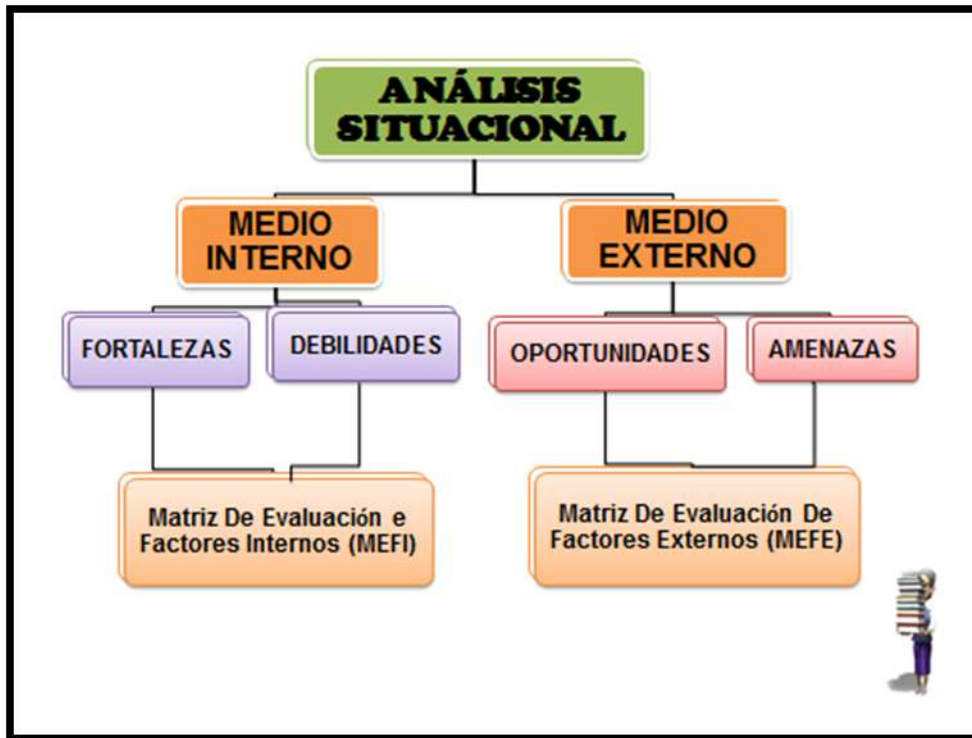 ANÁLISIS
SITUACIONAL
MEDIO
INTERNO
MEDIO
EXTERNO
FORTALEZAS
DEBILIDADES
OPORTUNIDADES
AMENAZAS
Matriz De Evaluación e
Factores Internos (MEFI)
Matriz De Evaluación De
Factores Externos (MEFE)